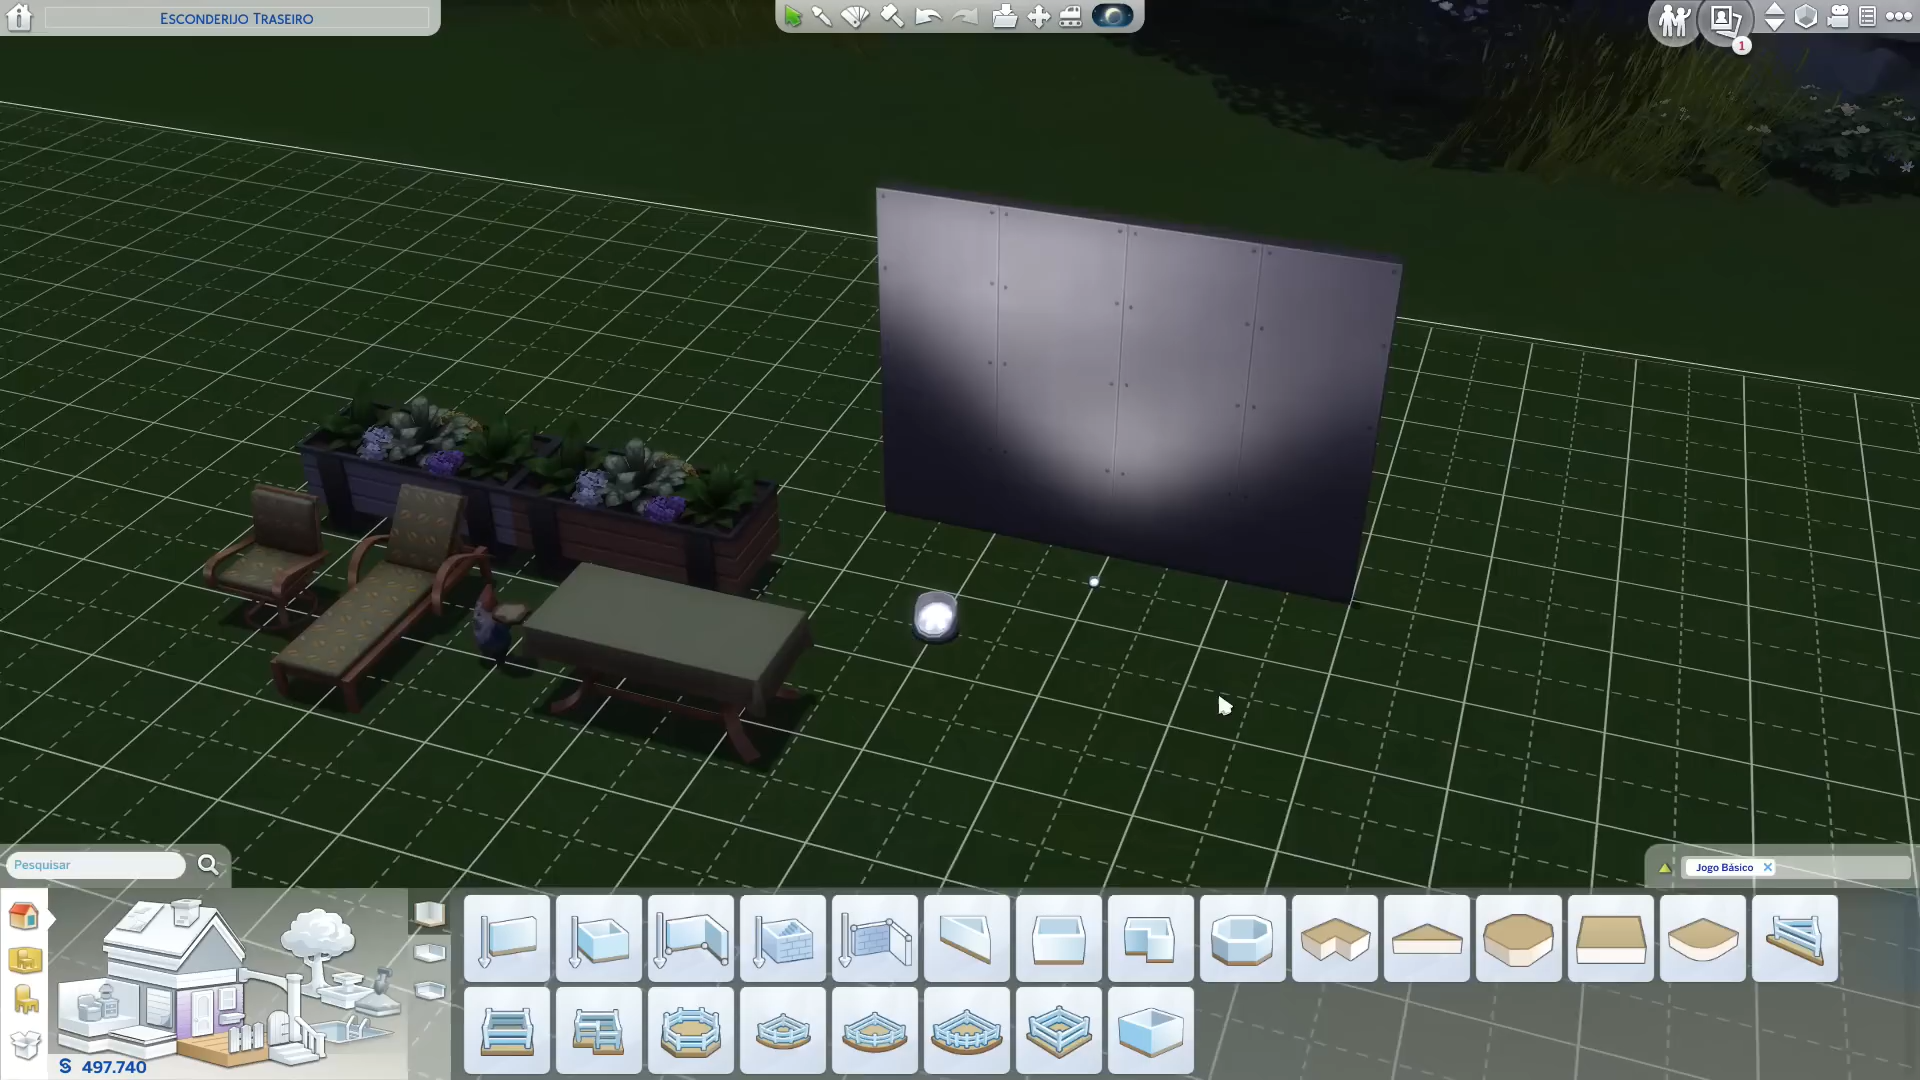 Esconderijo Traseiro
1
Pesquisar
Jogo Básico
§ 497.740